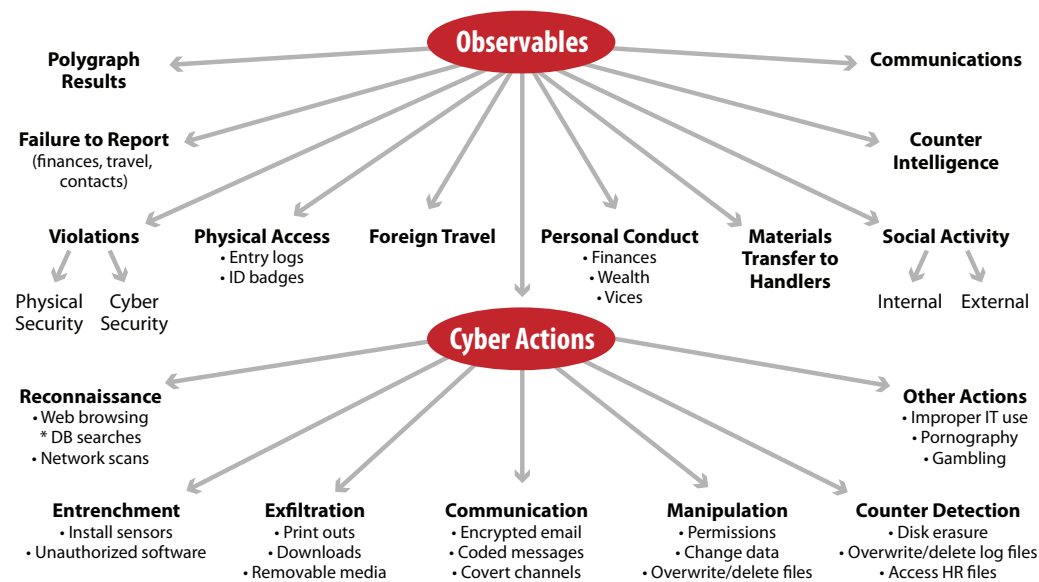 Observables
Polygraph
Results
Communications
Failure to Report
(finances, travel,
contacts)
Counter
Intelligence
Violations
Physical
Security
Cyber
Security
Physical Access
• Entry logs
• ID badges
Foreign Travel
Personal Conduct
• Finances
• Wealth
• Vices
Materials
Transfer to
Handlers
Social Activity
Internal
External
Cyber Actions
Reconnaissance
• Web browsing
* DB searches
• Network scans
Other Actions
• Improper IT use
• Pornography
• Gambling
Entrenchment
• Install sensors
• Unauthorized software
Exfiltration
• Print outs
• Downloads
• Removable media
Communication
• Encrypted email
• Coded messages
• Covert channels
Manipulation
• Permissions
• Change data
• Overwrite/delete files
Counter Detection
• Disk erasure
• Overwrite/delete log files
• Access HR files